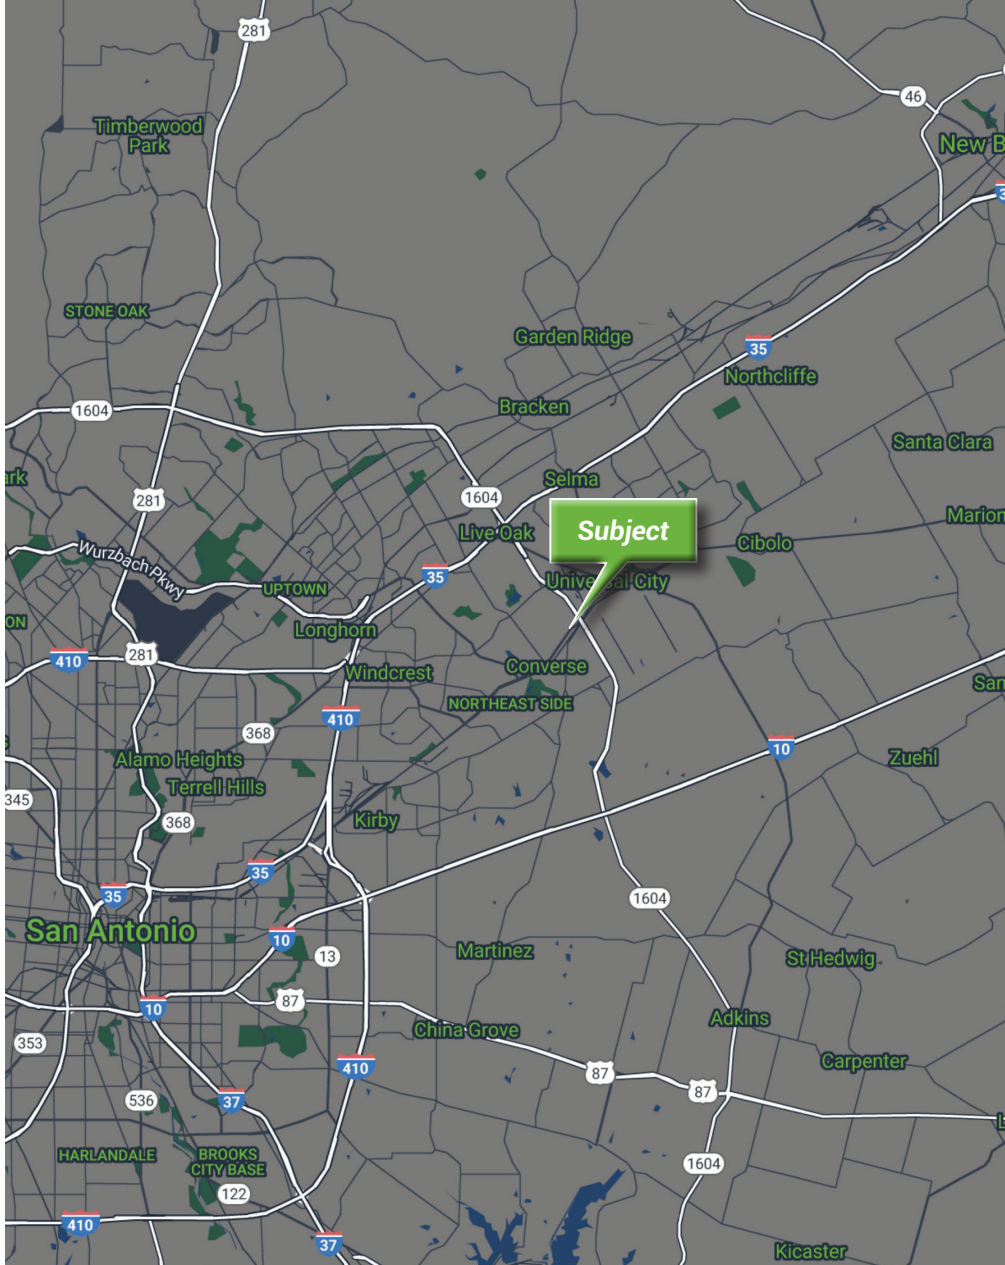 281
46
Timberwood
Park
New B
3
STONE OAK
Garden Ridge
35
Northcliffe
1604
Bracken
Santa Clara
ark
Selma
281
1604
Subject
Marion
Live Oak
Cibolo
Wurzbach Pkwy
35
Universal City
UPTOWN
ON
Longhorn
410
281
Windcrest
Converse
San
NORTHEAST SIDE
410
368
10
Alamo Heights
Zuehl
Terrell Hills
345
368
Kirby
35
35
1604
San Antonio
10
13
Martinez
St Hedwig
10
87
Adkins
China Grove
353
Carpenter
410
87
87
536
37
L
HARLANDALE
BROOKS
CITY BASE
1604
122
410
37
Kicaster